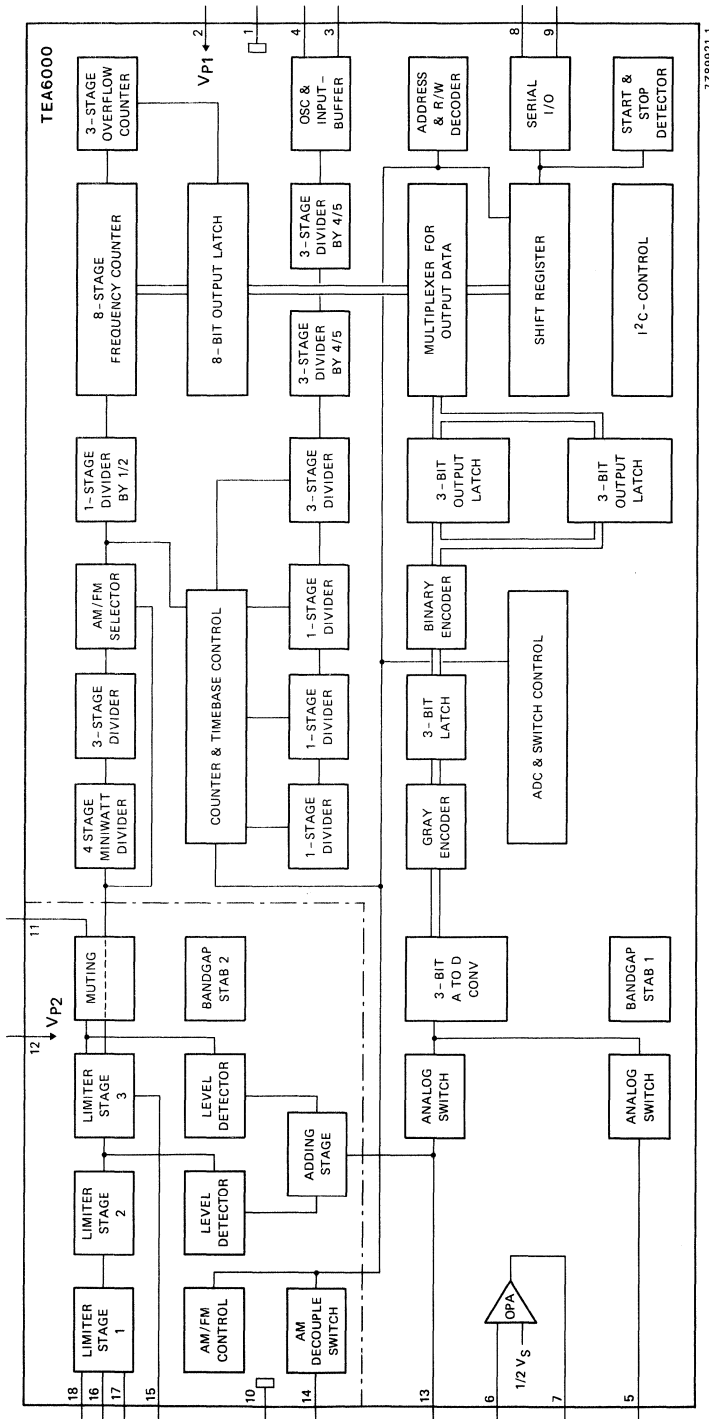 TEA6000
LIMITER
STAGE
1
LIMITER
STAGE
2
LIMITER
STAGE
3
MUTING
4 STAGE
MINIWATT
DIVIDER
3-STAGE
DIVIDER
AM/FM
SELECTOR
1-STAGE
DIVIDER
BY 1/2
8-STAGE
FREQUENCY COUNTER
3-STAGE
OVERFLOW
COUNTER
18
16
17
15
12
VP2
11
2
VP1
1
4
3
AM/FM
CONTROL
LEVEL
DETECTOR
LEVEL
DETECTOR
BANDGAP
STAB 2
COUNTER & TIMEBASE CONTROL
8-BIT OUTPUT LATCH
10
AM
DECOUPLE
SWITCH
14
ADDING
STAGE
1-STAGE
DIVIDER
1-STAGE
DIVIDER
1-STAGE
DIVIDER
3-STAGE
DIVIDER
3-STAGE
DIVIDER
BY 4/5
3-STAGE
DIVIDER
BY 4/5
OSC &
INPUT-
BUFFER
13
ANALOG
SWITCH
3-BIT
A TO D
CONV
GRAY
ENCODER
3-BIT
LATCH
BINARY
ENCODER
3-BIT
OUTPUT
LATCH
MULTIPLEXER FOR
OUTPUT DATA
ADDRESS
& R/W
DECODER
6
1/2 VS
OPA
7
ADC & SWITCH CONTROL
SHIFT REGISTER
SERIAL
I/O
8
9
5
ANALOG
SWITCH
BANDGAP
STAB 1
3-BIT
OUTPUT
LATCH
I²C-CONTROL
START &
STOP
DETECTOR